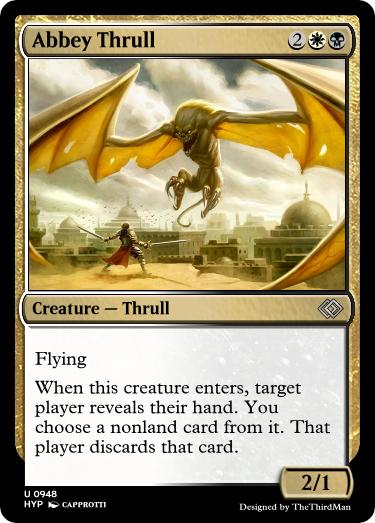 Abbey Thrull 2
Creature — Thrull
Flying
When this creature enters, target
player reveals their hand. You
choose a nonland card from it. That
player discards that card.
2/1
U 0948
HYP CAPPROTTI
Designed by TheThirdMan